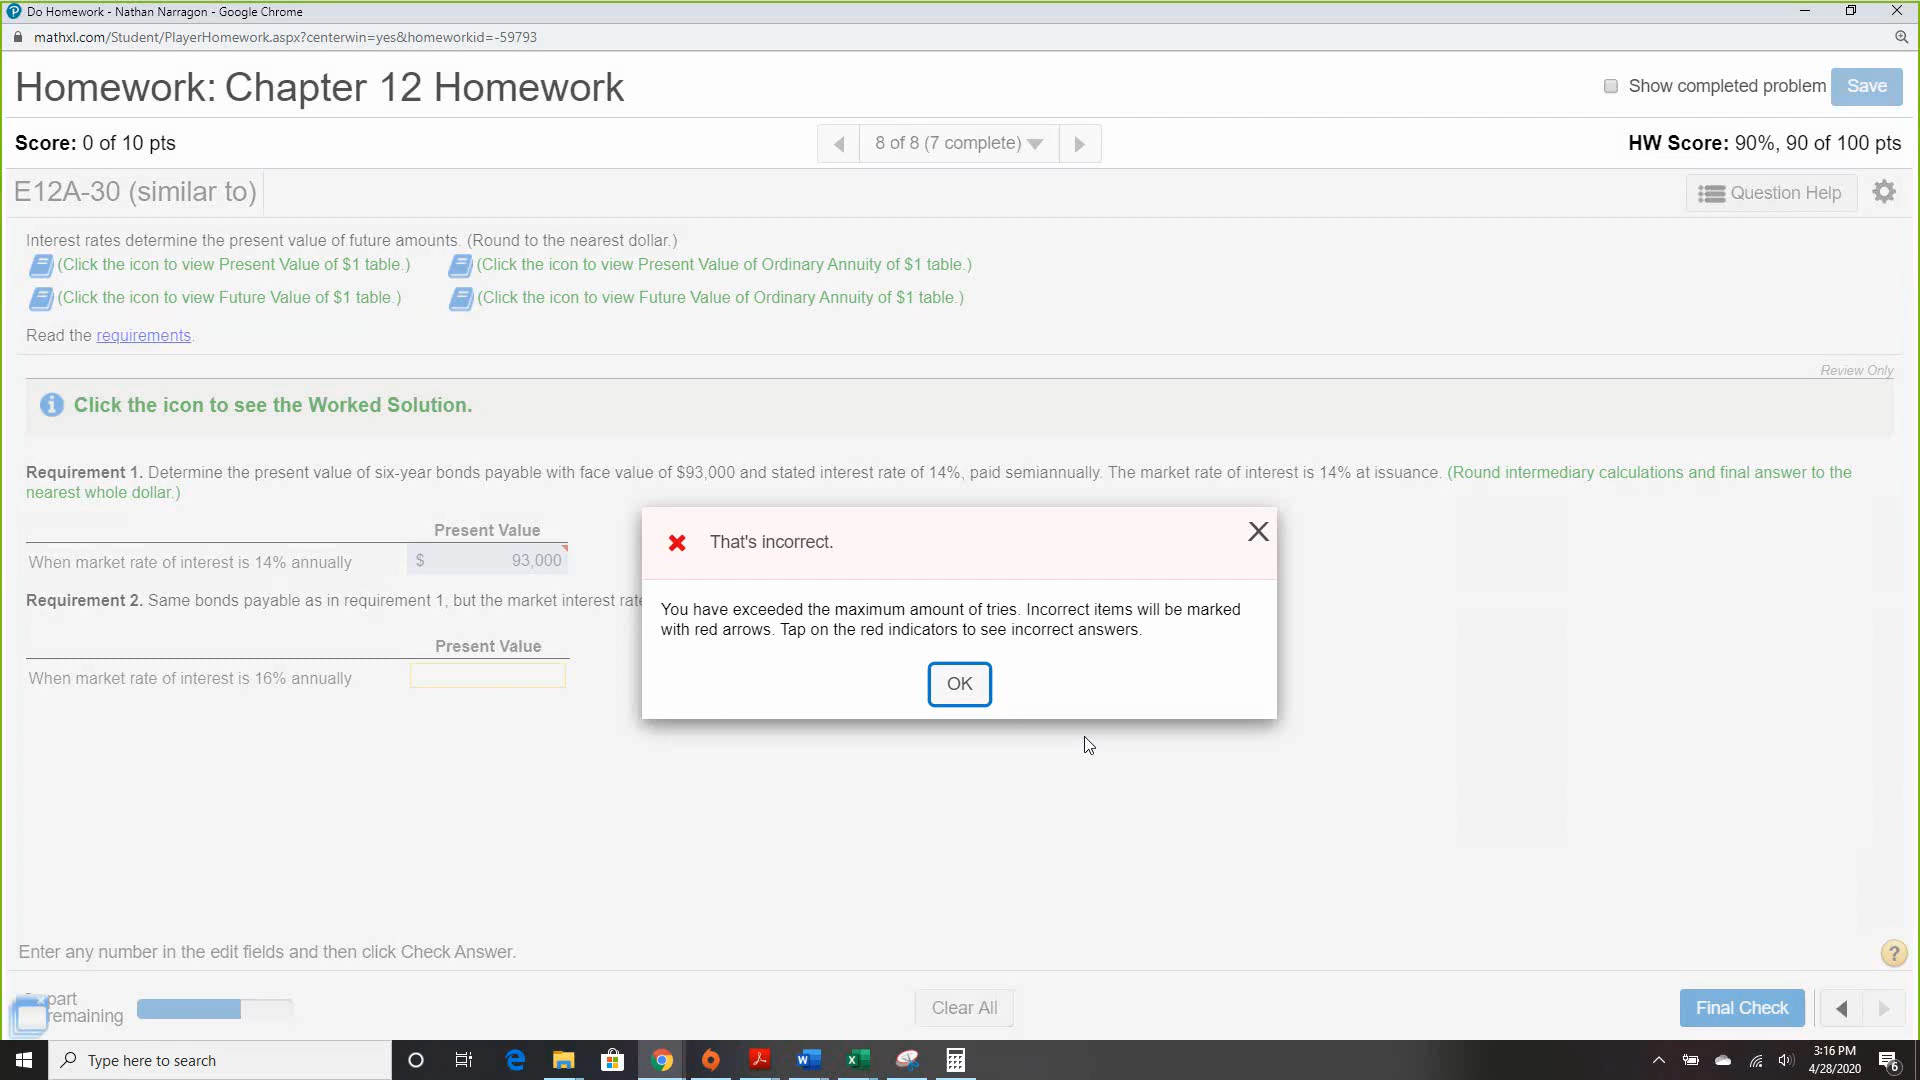 Do Homework - Nathan Narragon - Google Chrome
mathxl.com/Student/PlayerHomework.aspx?centerwin=yes&homeworkid=-59793
Homework: Chapter 12 Homework
Show completed problem
Save
Score: 0 of 10 pts
8 of 8 (7 complete)
HW Score: 90%, 90 of 100 pts
E12A-30 (similar to)
Question Help
Interest rates determine the present value of future amounts. (Round to the nearest dollar.)
(Click the icon to view Present Value of $1 table.)
(Click the icon to view Present Value of Ordinary Annuity of $1 table.)
(Click the icon to view Future Value of $1 table.)
(Click the icon to view Future Value of Ordinary Annuity of $1 table.)
Read the requirements.
Review Only
Click the icon to see the Worked Solution.
Requirement 1. Determine the present value of six-year bonds payable with face value of $93,000 and stated interest rate of 14%, paid semiannually. The market rate of interest is 14% at issuance. (Round intermediary calculations and final answer to the
nearest whole dollar.)
Present Value
When market rate of interest is 14% annually
$ 93,000
Requirement 2. Same bonds payable as in requirement 1, but the market interest rate
Present Value
When market rate of interest is 16% annually
That's incorrect.
You have exceeded the maximum amount of tries. Incorrect items will be marked
with red arrows. Tap on the red indicators to see incorrect answers.
OK
Enter any number in the edit fields and then click Check Answer.
?
part
remaining
Clear All
Final Check
Type here to search
3:16 PM
4/28/2020
6